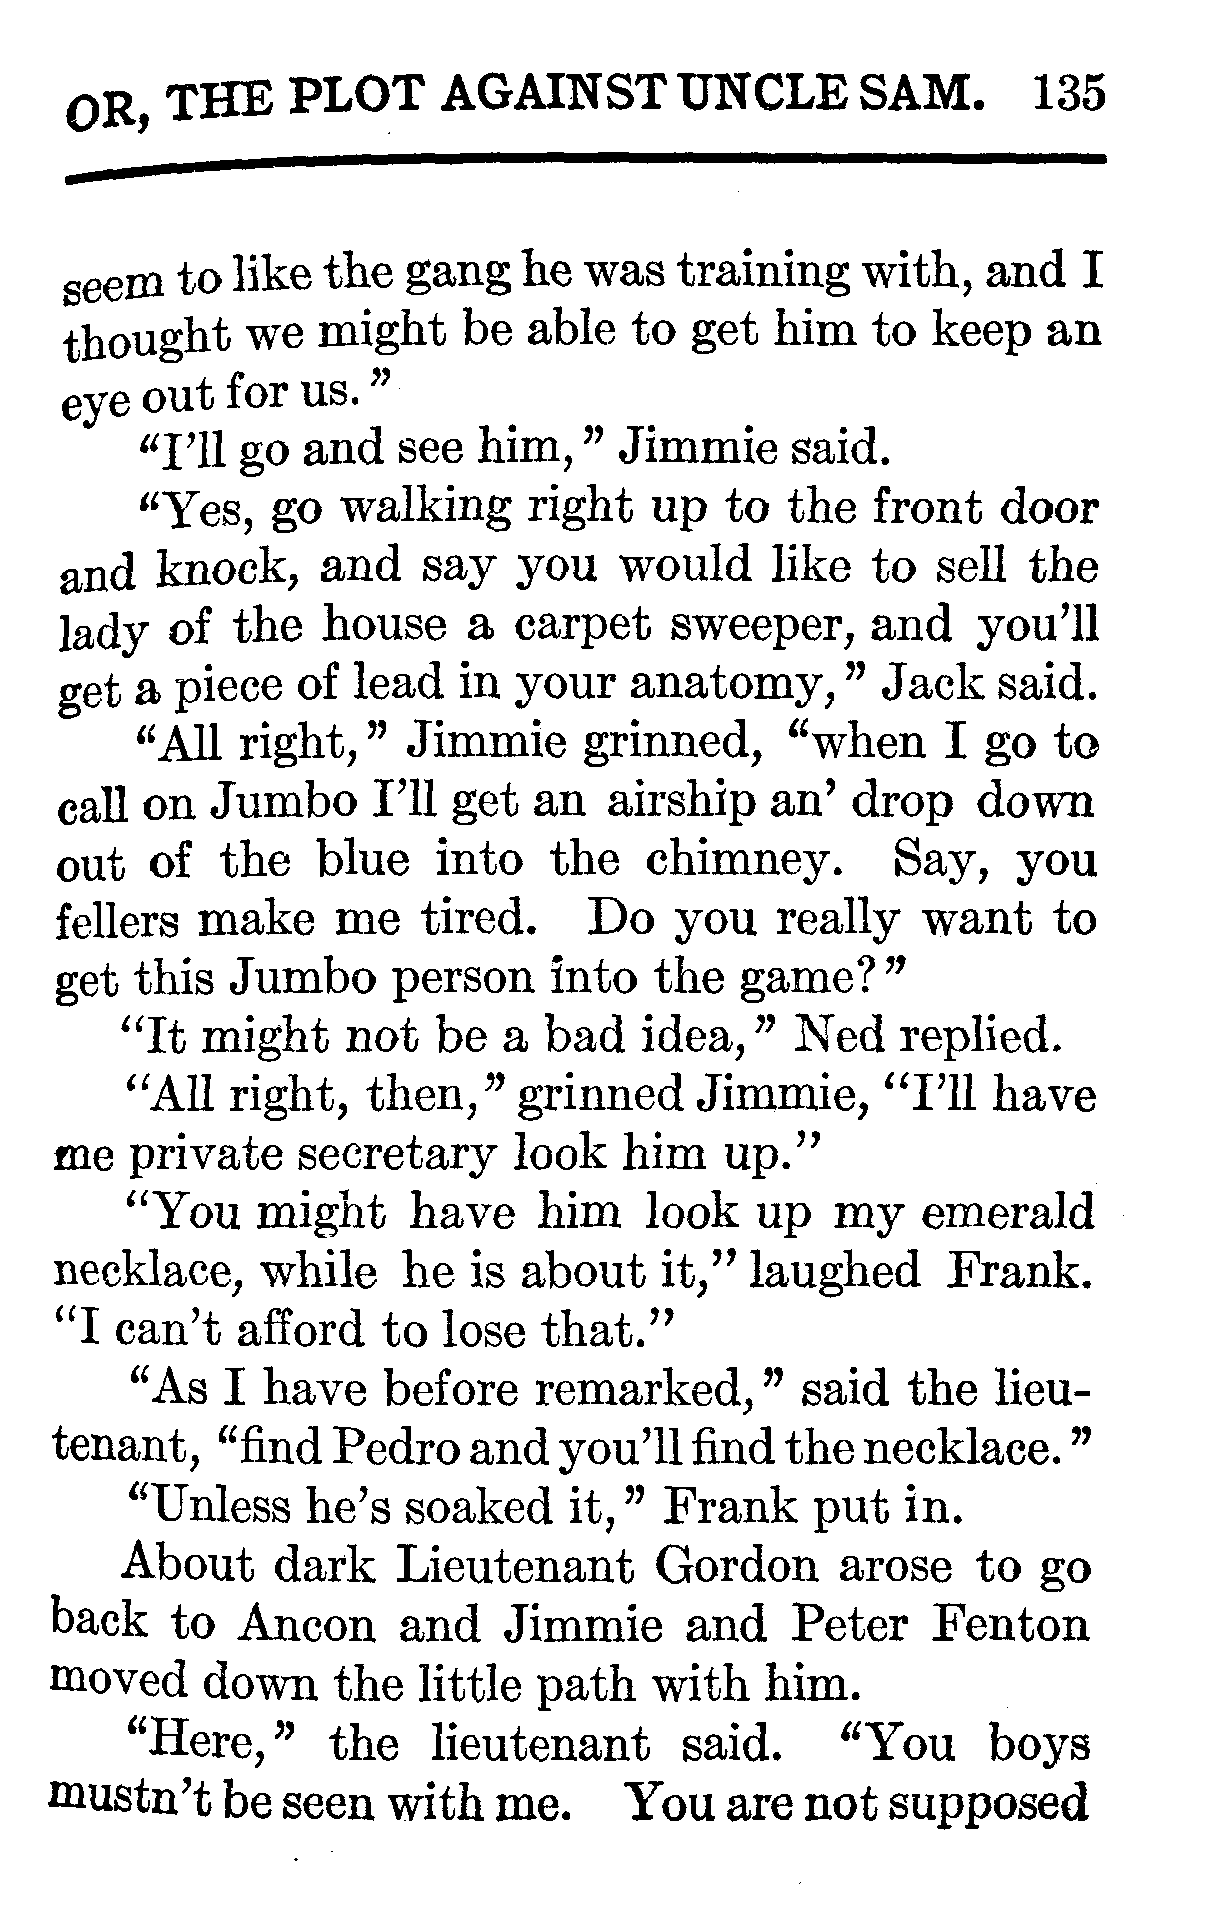 OR, THE PLOT AGAINST UNCLE SAM. 135
seem to like the gang he was training with, and I
thought we might be able to get him to keep an
eye out for us.”
“I’ll go and see him,” Jimmie said.
“Yes, go walking right up to the front door
and knock, and say you would like to sell the
lady of the house a carpet sweeper, and you’ll
get a piece of lead in your anatomy,” Jack said.
“All right,” Jimmie grinned, “when I go to
call on Jumbo I’ll get an airship an’ drop down
out of the blue into the chimney. Say, you
fellers make me tired. Do you really want to
get this Jumbo person into the game?”
“It might not be a bad idea,” Ned replied.
“All right, then,” grinned Jimmie, “I’ll have
me private secretary look him up.”
“You might have him look up my emerald
necklace, while he is about it,” laughed Frank.
“I can’t afford to lose that.”
“As I have before remarked,” said the lieu-
tenant, “find Pedro and you’ll find the necklace.”
“Unless he’s soaked it,” Frank put in.
About dark Lieutenant Gordon arose to go
back to Ancon and Jimmie and Peter Fenton
moved down the little path with him.
“Here,” the lieutenant said. “You boys
mustn’t be seen with me. You are not supposed